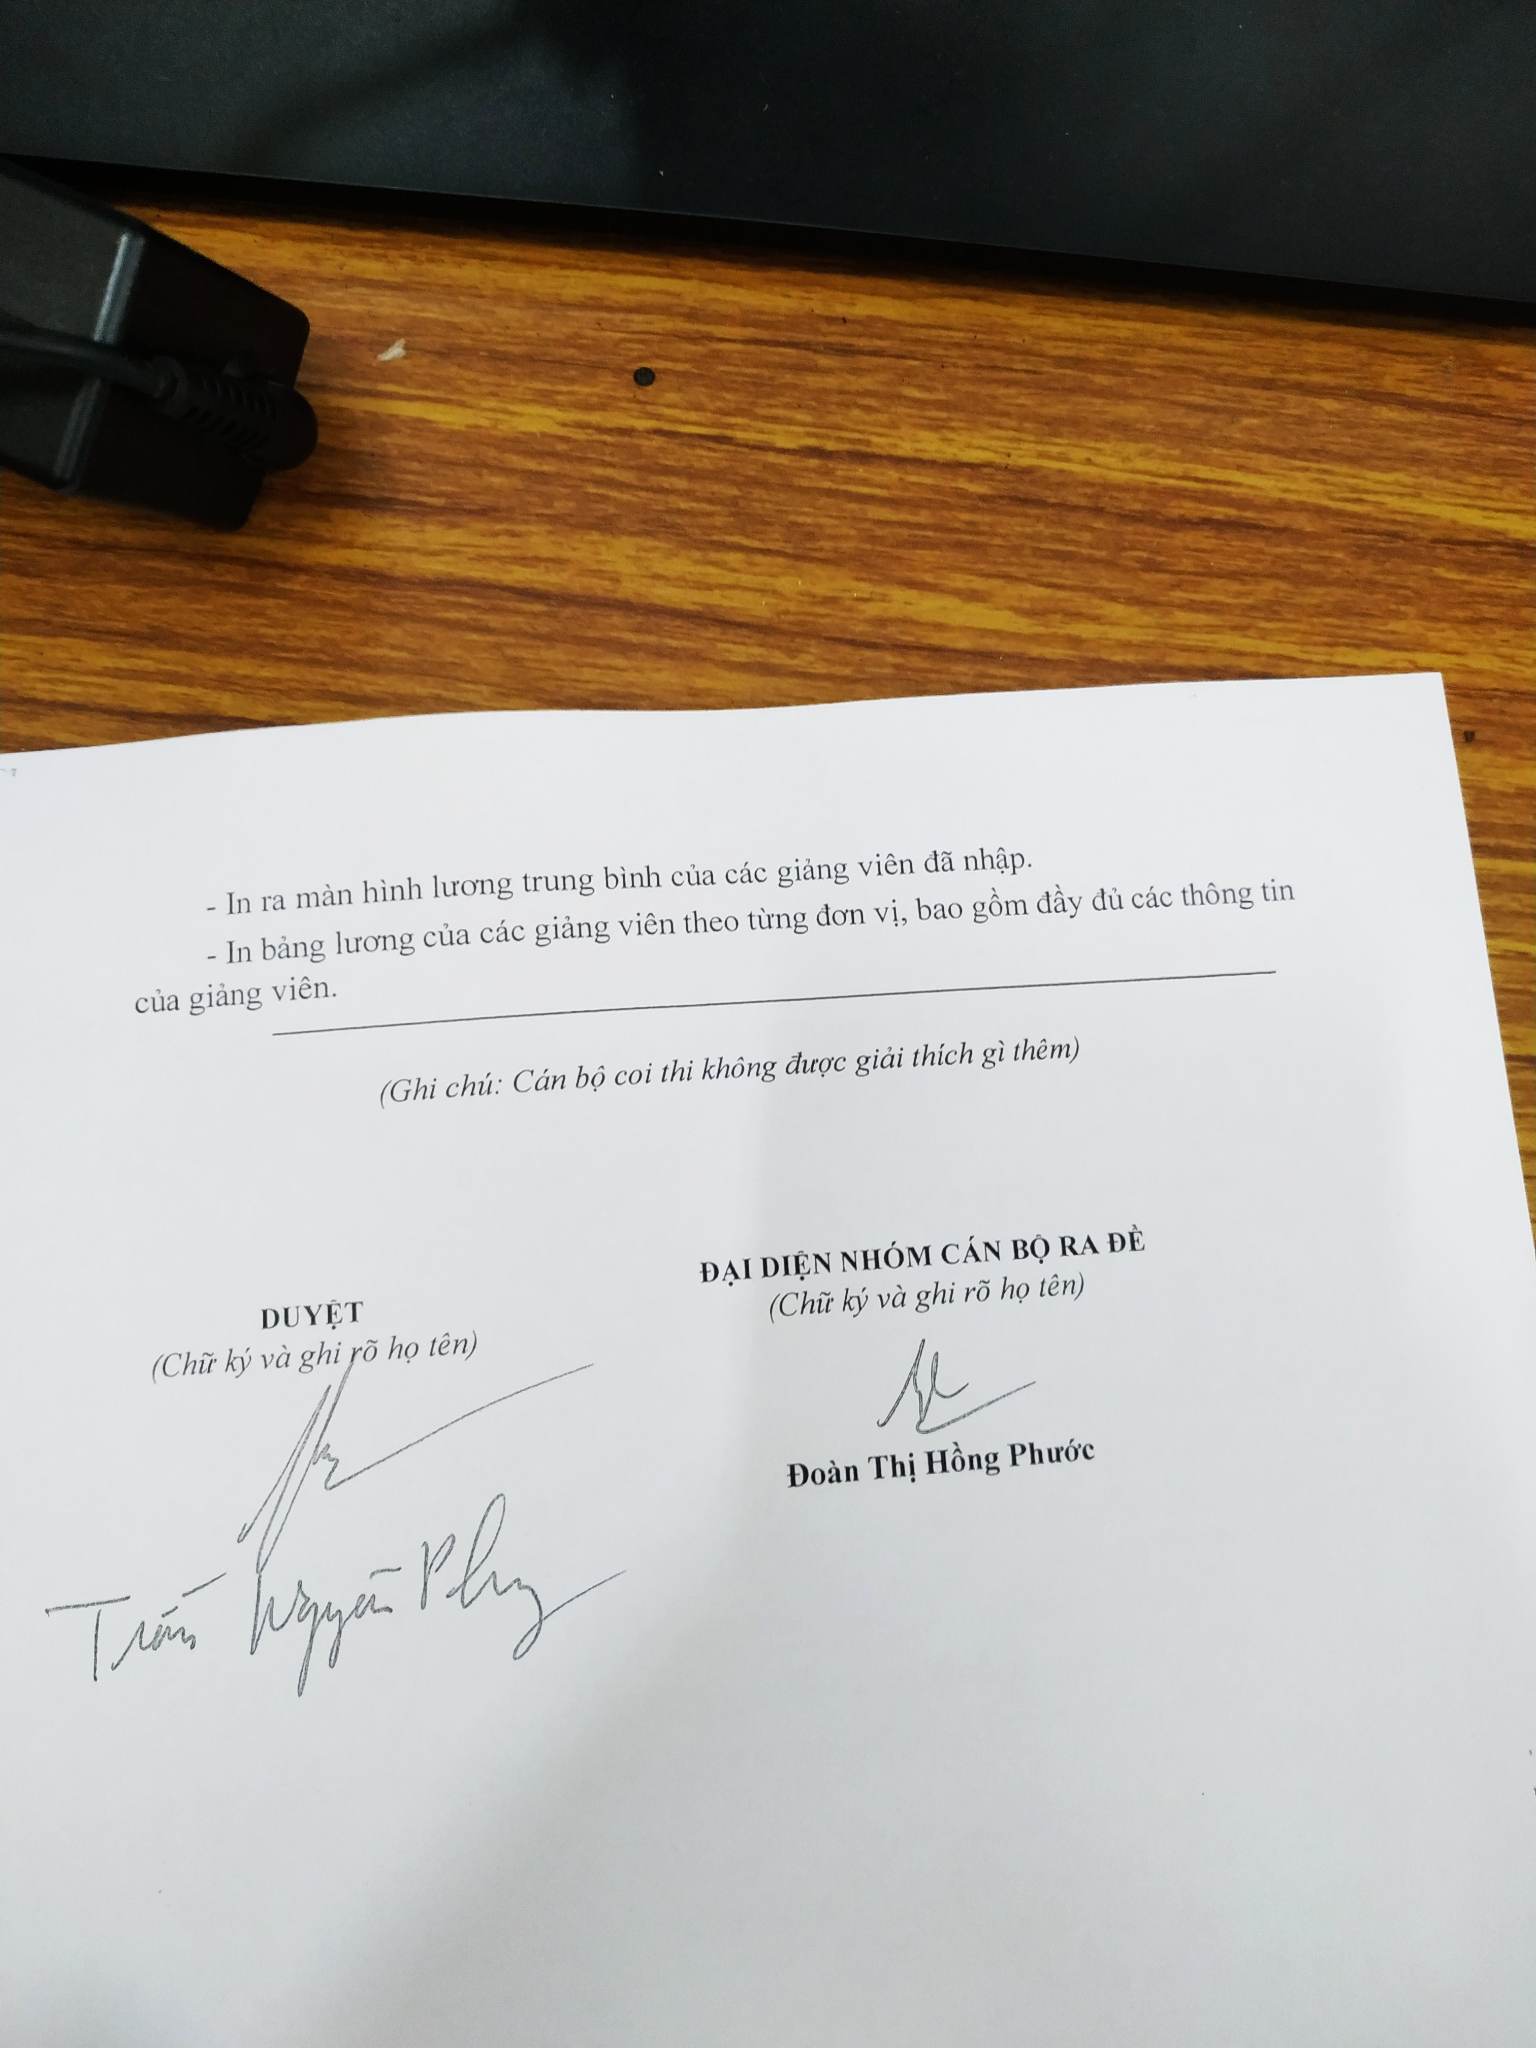 - In ra màn hình lương trung bình của các giảng viên đã nhập.
- In bảng lương của các giảng viên theo từng đơn vị, bao gồm đầy đủ các thông tin
của giảng viên.
(Ghi chú: Cán bộ coi thi không được giải thích gì thêm)
ĐẠI DIỆN NHÓM CÁN BỘ RA ĐỀ
(Chữ ký và ghi rõ họ tên)
DUYỆT
(Chữ ký và ghi rõ họ tên)
Đoàn Thị Hồng Phước
Trần Nguyên